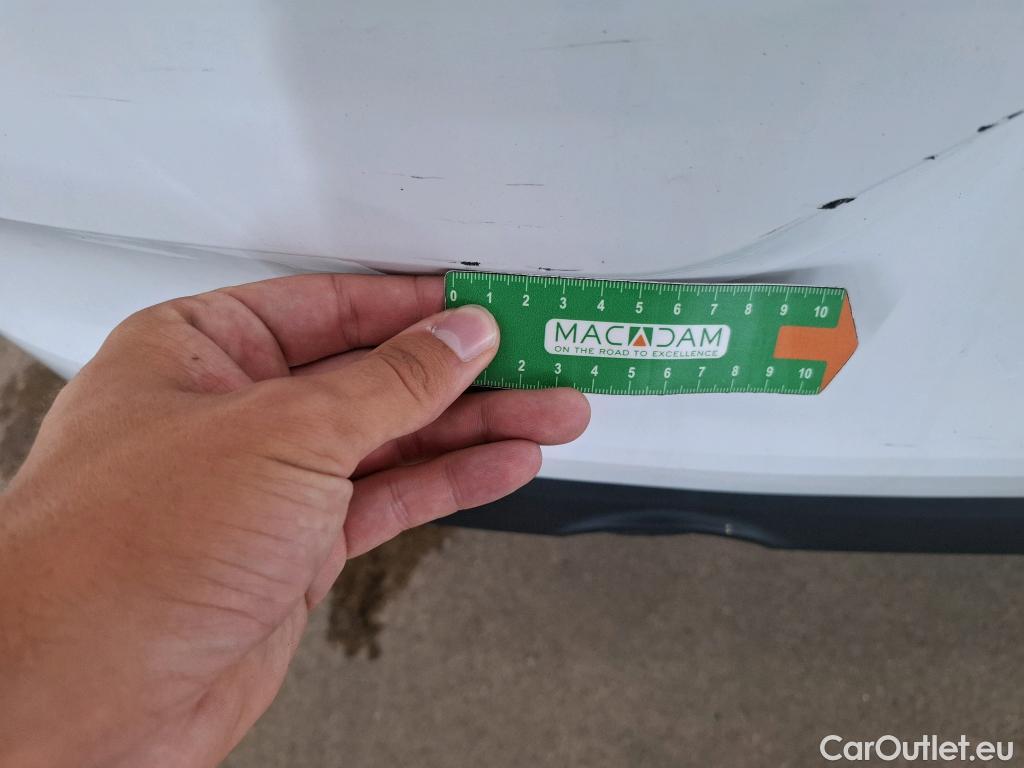 0 1 2 3 4 5 6 7 8 9 10
MACADAM
ON THE ROAD TO EXCELLENCE
2 3 4 5 6 7 8 9 10
CarOutlet.eu